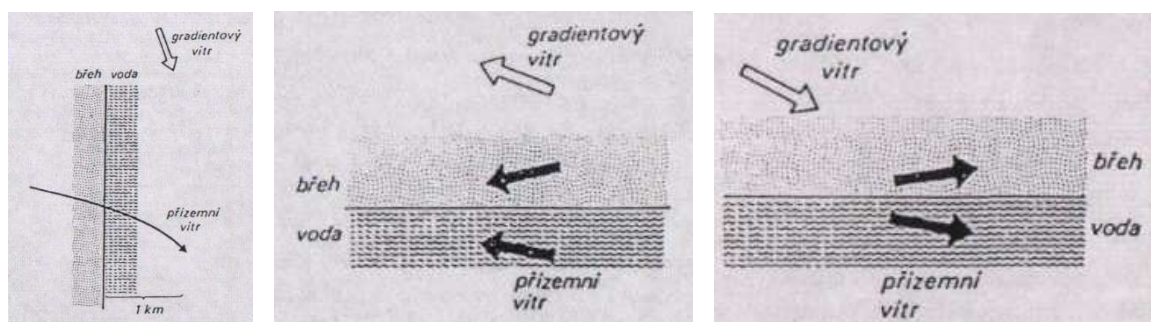 gradientový
vítr
břeh voda
přízemní
vítr
1 km
gradientový
vítr
břeh
voda
přízemní
vítr
gradientový
vítr
břeh
voda
přízemní
vítr